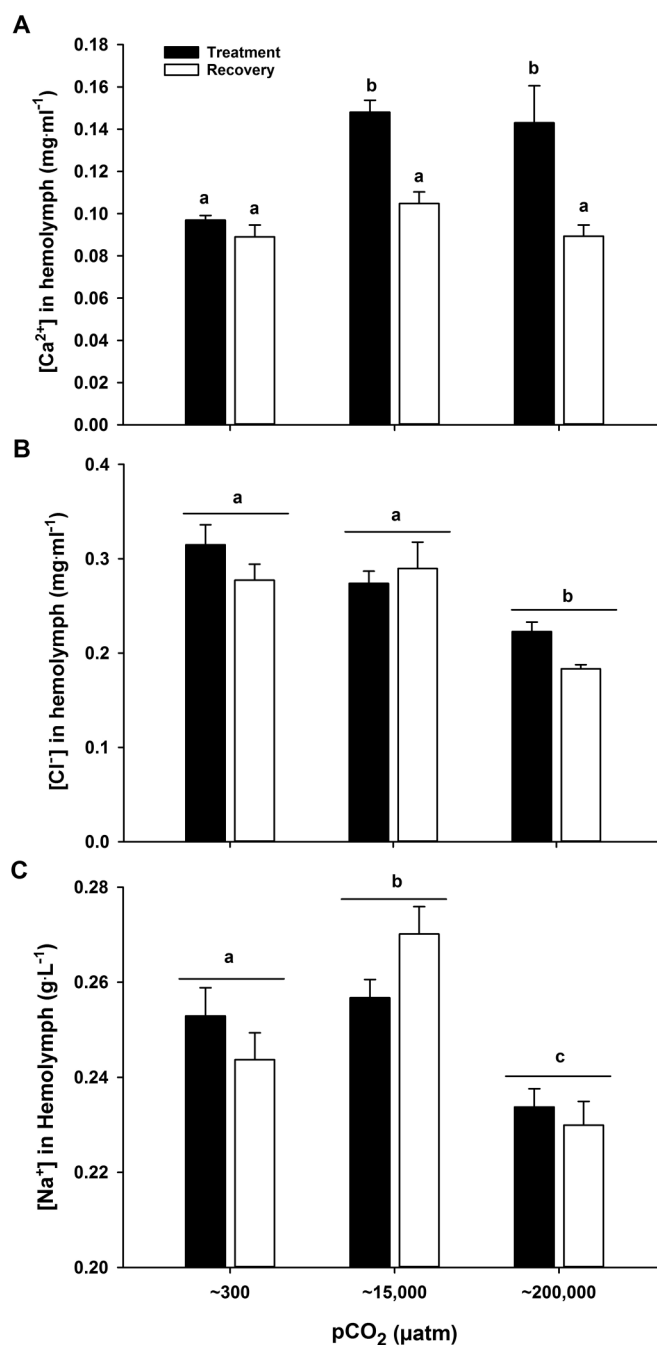 A
Treatment
Recovery
[Ca²⁺] in hemolymph (mg·ml⁻¹)
0.18
0.16
0.14
0.12
0.10
0.08
0.06
0.04
0.02
0.00
a
a
b
a
b
a
B
[Cl⁻] in hemolymph (mg·ml⁻¹)
0.4
0.3
0.2
0.1
0.0
a
a
b
C
[Na⁺] in Hemolymph (g·L⁻¹)
0.28
0.26
0.24
0.22
0.20
a
b
c
~300
~15,000
~200,000
pCO₂ (µatm)